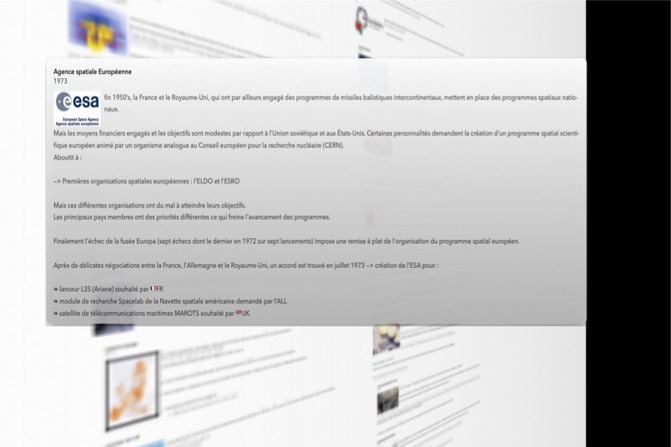 Agence spatiale Européenne
1973
esa
European Space Agency
Agence spatiale européenne
fin 1950's, la France et le Royaume-Uni, qui ont par ailleurs engagé des programmes de missiles balistiques intercontinentaux, mettent en place des programmes spatiaux natio-
naux.
Mais les moyens financiers engagés et les objectifs sont modestes par rapport à l'Union soviétique et aux États-Unis. Certaines personnalités demandent la création d'un programme spatial scienti-
fique européen animé par un organisme analogue au Conseil européen pour la recherche nucléaire (CERN).
Aboutit à :
--> Premières organisations spatiales européennes : l'ELDO et l'ESRO
Mais ces différentes organisations ont du mal à atteindre leurs objectifs.
Les principaux pays membres ont des priorités différentes ce qui freine l'avancement des programmes.
Finalement l'échec de la fusée Europa (sept échecs dont le dernier en 1972 sur sept lancements) impose une remise à plat de l'organisation du programme spatial européen.
Après de délicates négociations entre la France, l'Allemagne et le Royaume-Uni, un accord est trouvé en juillet 1973 --> création de l'ESA pour :
» lanceur L3S (Ariane) souhaité par FR
» module de recherche Spacelab de la Navette spatiale américaine demandé par l'ALL
» satellite de télécommunications maritimes MAROTS souhaité par UK